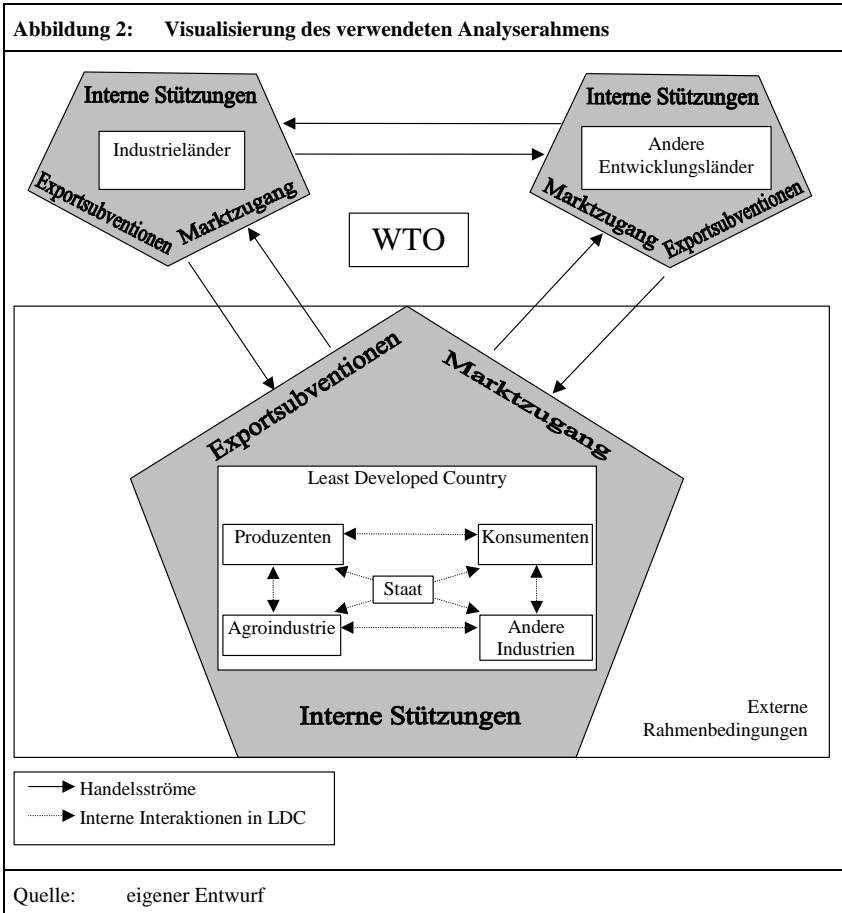 Abbildung 2: Visualisierung des verwendeten Analyserahmens
Interne Stützungen
Industrieländer
Exportsubventionen
Marktzugang
Interne Stützungen
Andere
Entwicklungsländer
Marktzugang
Exportsubventionen
WTO
Exportsubventionen
Marktzugang
Least Developed Country
Produzenten
Konsumenten
Staat
Agroindustrie
Andere
Industrien
Interne Stützungen
Externe
Rahmenbedingungen
Handelsströme
Interne Interaktionen in LDC
Quelle: eigener Entwurf